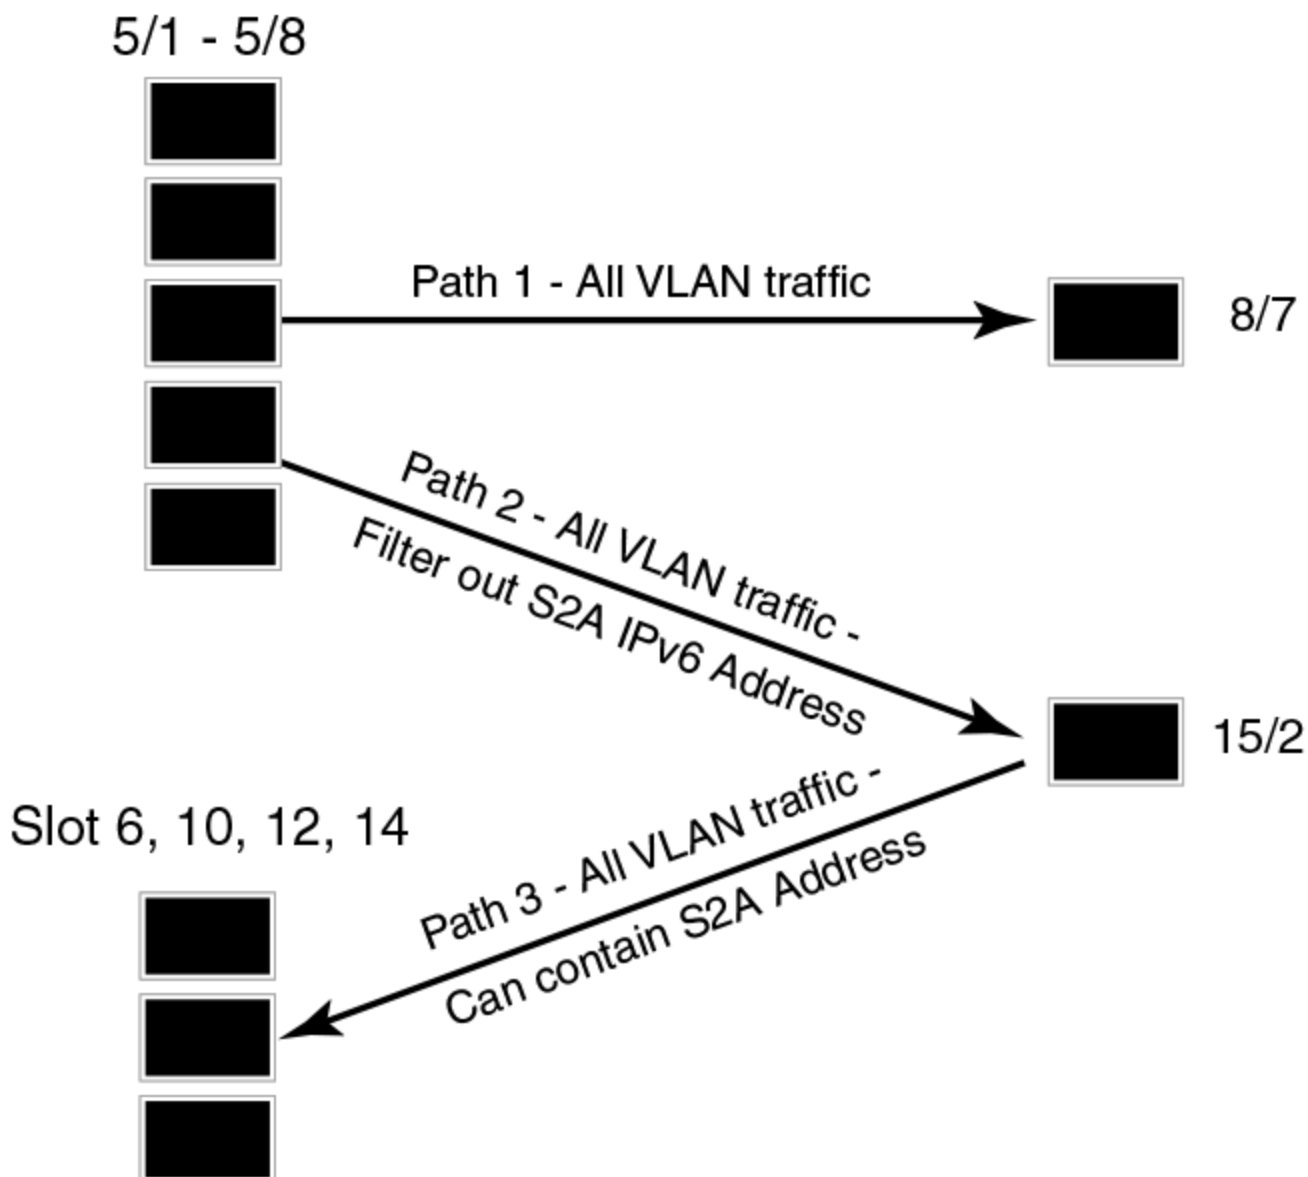 5/1 - 5/8
Path 1 - All VLAN traffic
8/7
Path 2 - All VLAN traffic -
Filter out S2A IPv6 Address
15/2
Path 3 - All VLAN traffic -
Can contain S2A Address
Slot 6, 10, 12, 14